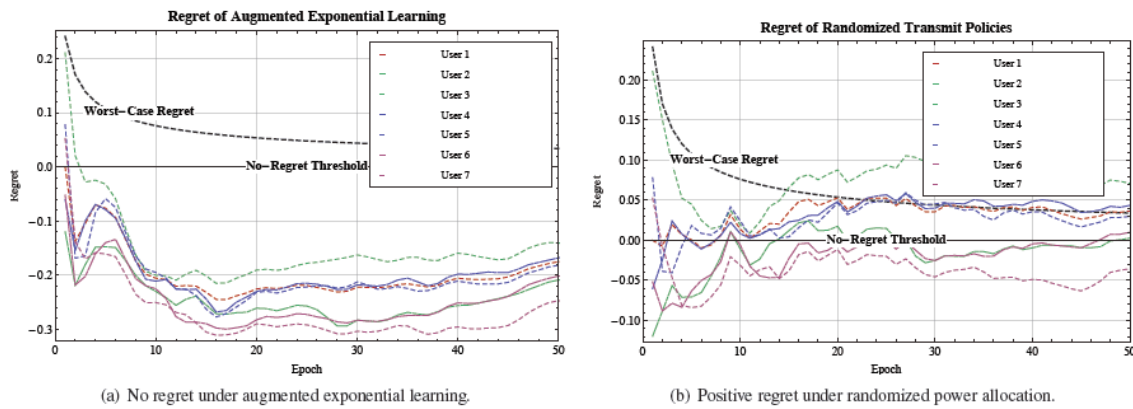 Regret of Augmented Exponential Learning
0.2
0.1
0.0
−0.1
−0.2
−0.3
Regret
Worst−Case Regret
No−Regret Threshold
User 1
User 2
User 3
User 4
User 5
User 6
User 7
0
10
20
30
40
50
Epoch
(a) No regret under augmented exponential learning.
Regret of Randomized Transmit Policies
0.20
0.15
0.10
0.05
0.00
−0.05
−0.10
Regret
Worst−Case Regret
No−Regret Threshold
User 1
User 2
User 3
User 4
User 5
User 6
User 7
0
10
20
30
40
50
Epoch
(b) Positive regret under randomized power allocation.